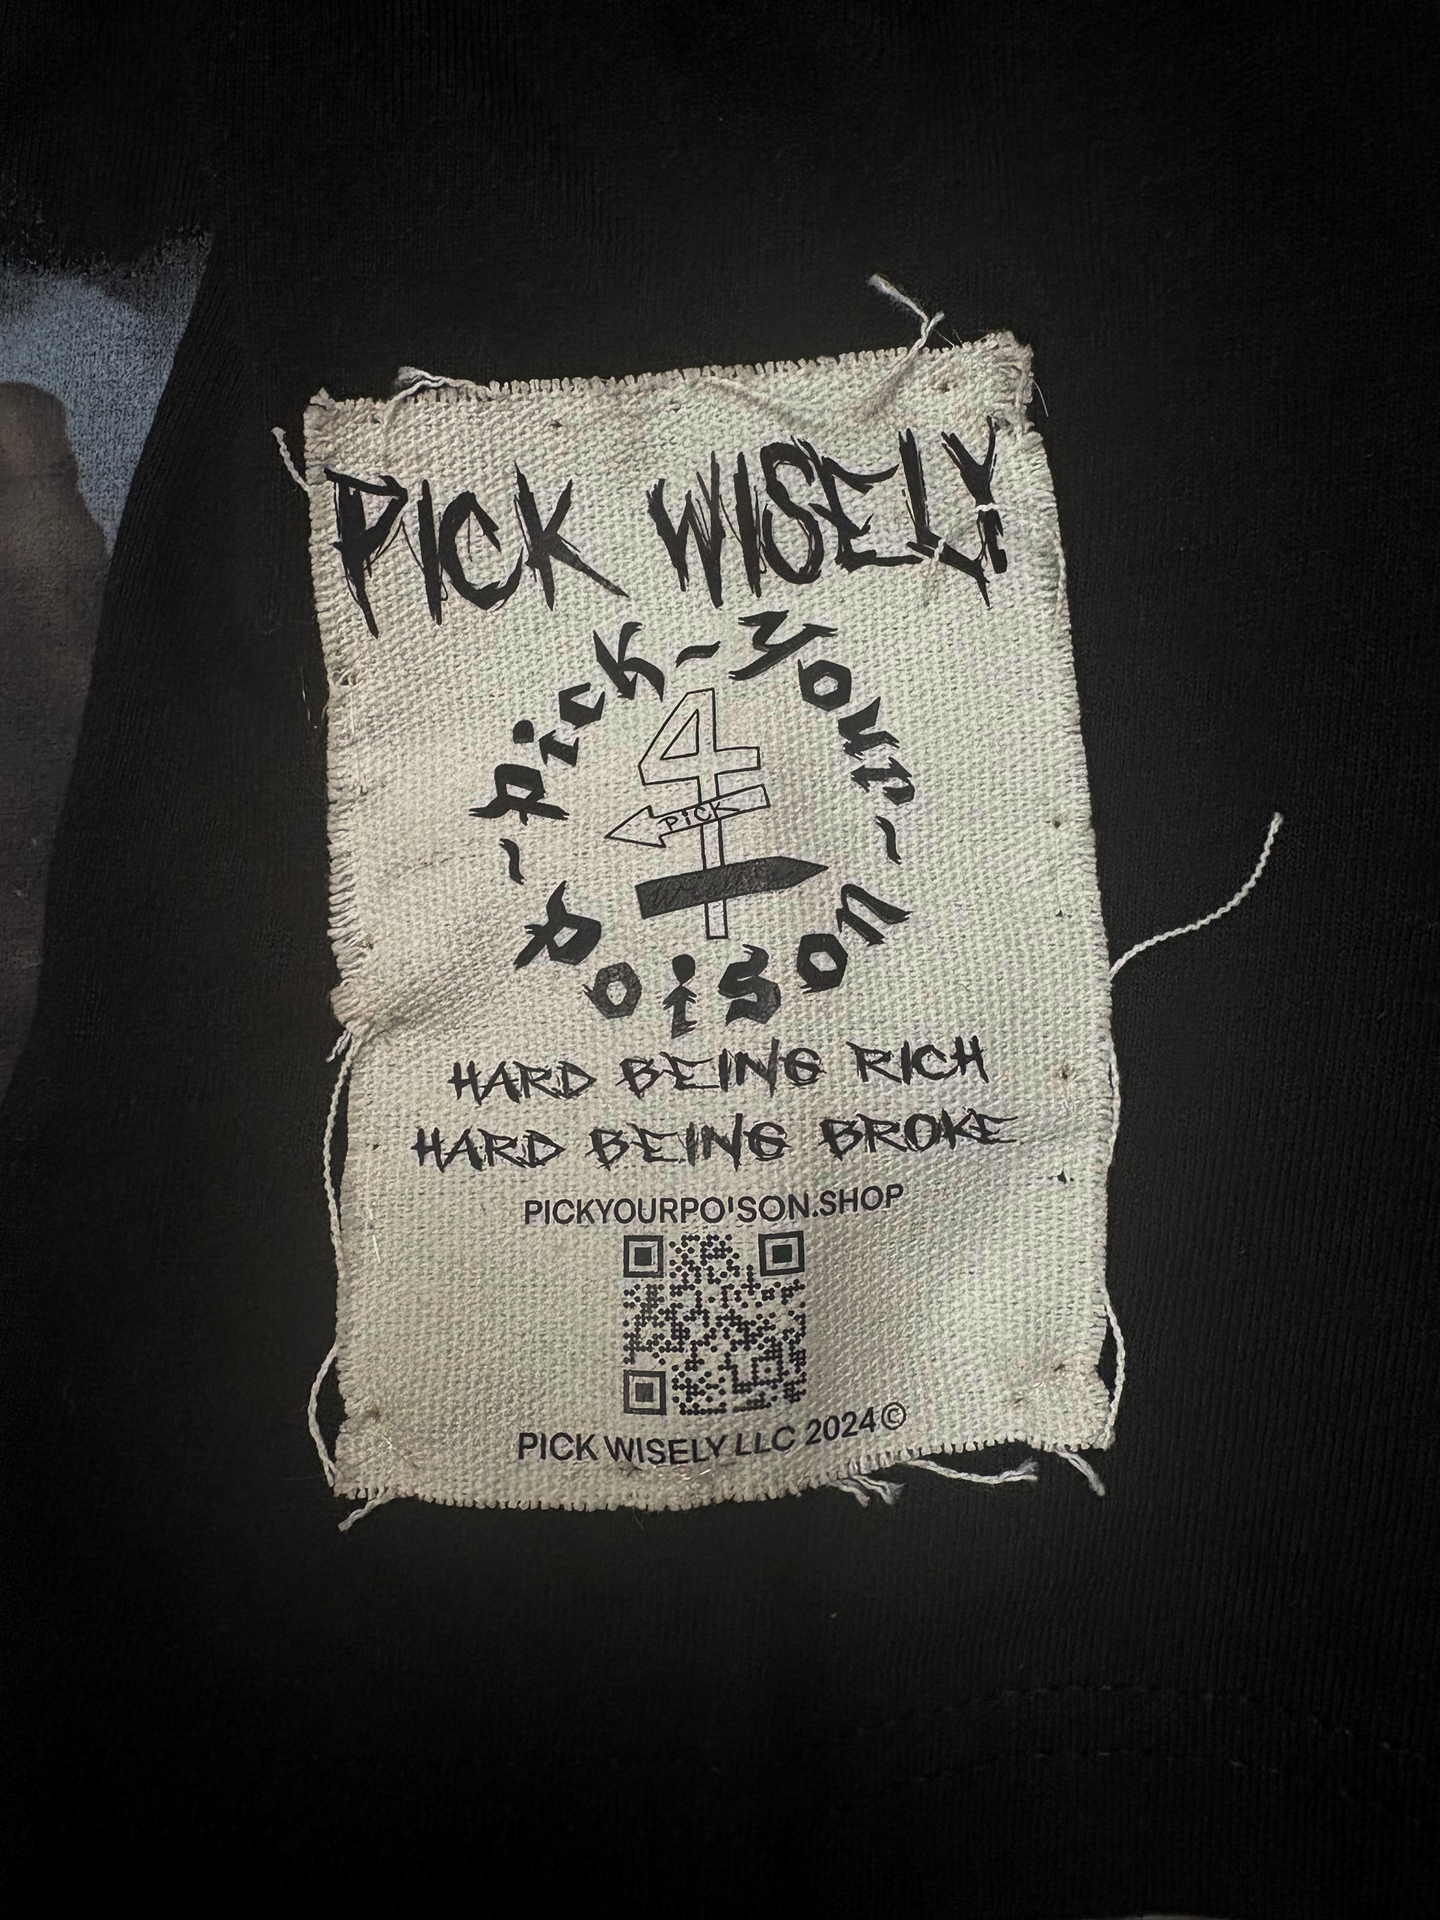 PICK WISELY
-pick-your-
poison
4
PiCK
HARD BEING RICH
HARD BEING BROKE
PICKYOURPOISON.SHOP
PICK WISELY LLC 2024©